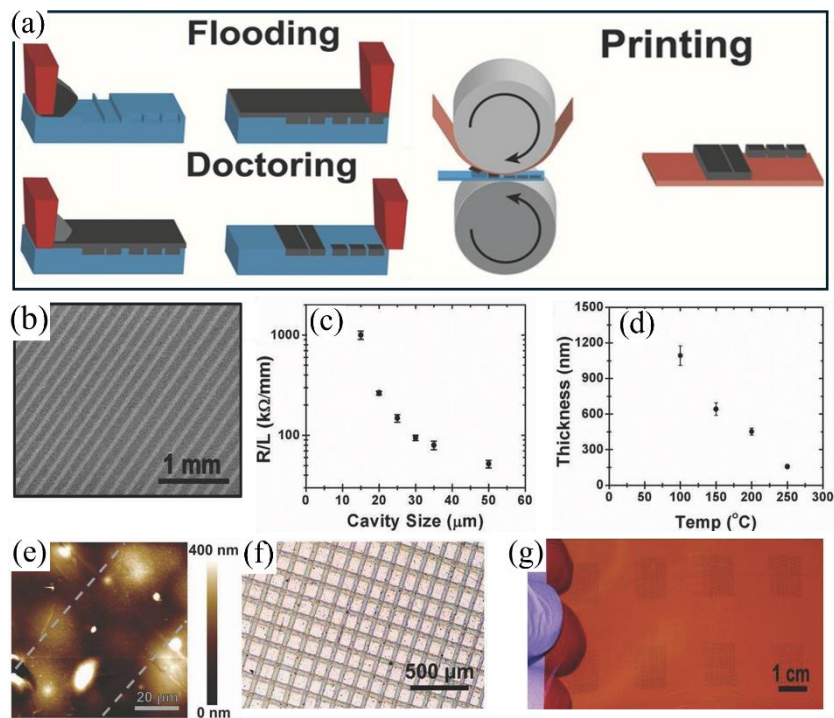 (a)
Flooding
Printing
Doctoring
(b)
1 mm
(c)
R/L (kΩ/mm)
1000
100
0 10 20 30 40 50 60
Cavity Size (μm)
(d)
Thickness (nm)
1500
1200
900
600
300
0
0 50 100 150 200 250 300
Temp (°C)
(e)
400 nm
0 nm
20 μm
(f)
500 μm
(g)
1 cm